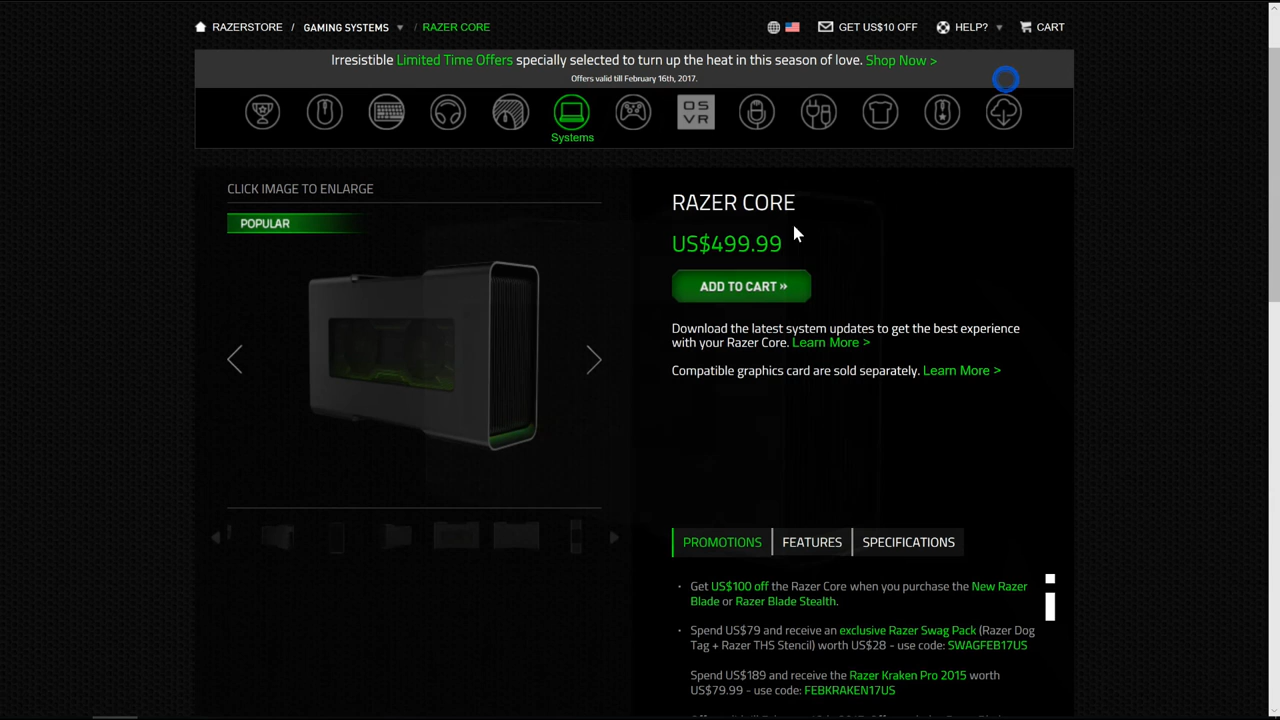 RAZERSTORE / GAMING SYSTEMS / RAZER CORE
GET US$10 OFF HELP? CART
Irresistible Limited Time Offers specially selected to turn up the heat in this season of love. Shop Now >
Offers valid till February 16th, 2017.
OS
VR
Systems
CLICK IMAGE TO ENLARGE
POPULAR
RAZER CORE
US$499.99
ADD TO CART »
Download the latest system updates to get the best experience
with your Razer Core. Learn More >
Compatible graphics card are sold separately. Learn More >
PROMOTIONS FEATURES SPECIFICATIONS
· Get US$100 off the Razer Core when you purchase the New Razer
Blade or Razer Blade Stealth.
· Spend US$79 and receive an exclusive Razer Swag Pack (Razer Dog
Tag + Razer THS Stencil) worth US$28 - use code: SWAGFEB17US
Spend US$189 and receive the Razer Kraken Pro 2015 worth
US$79.99 - use code: FEBKRAKEN17US